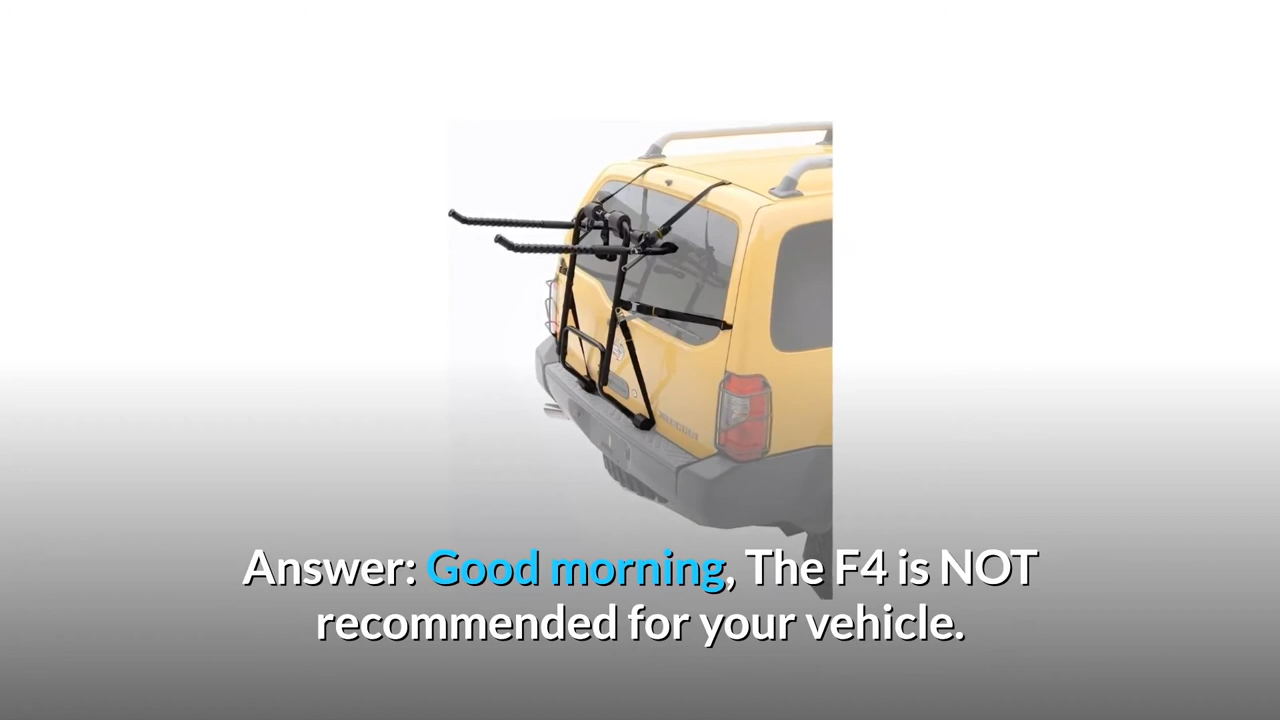 Answer: Good morning, The F4 is NOT
recommended for your vehicle.